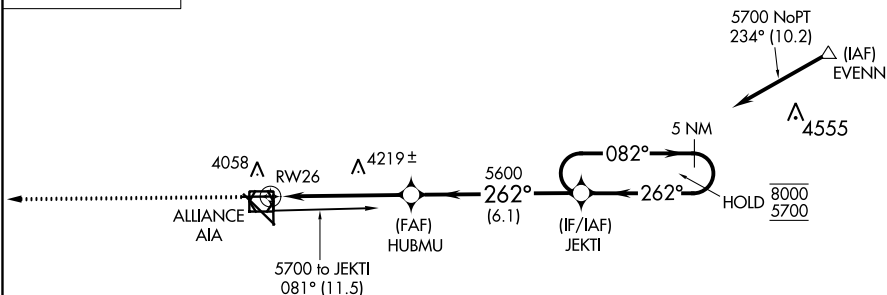 5700 NoPT
234° (10.2)
(IAF)
EVENN
4555
5 NM
082°
4058
RW26
4219 ±
5600
262°
(6.1)
262°
HOLD 8000
5700
ALLIANCE
AIA
(FAF)
HUBMU
(IF/IAF)
JEKTI
5700 to JEKTI
081° (11.5)